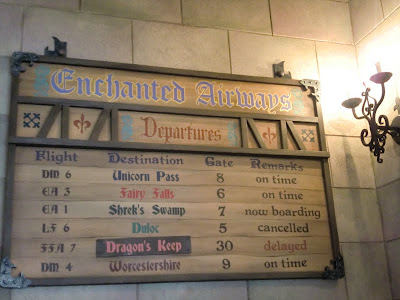 Enchanted Airways
Departures
Flight Destination Gate Remarks
DM 6 Unicorn Pass 8 on time
EA 3 Fairy Falls 6 on time
EA 1 Shrek's Swamp 7 now boarding
LF 6 Duloc 5 cancelled
FFA 7 Dragon's Keep 30 delayed
DM 4 Worcestershire 9 on time